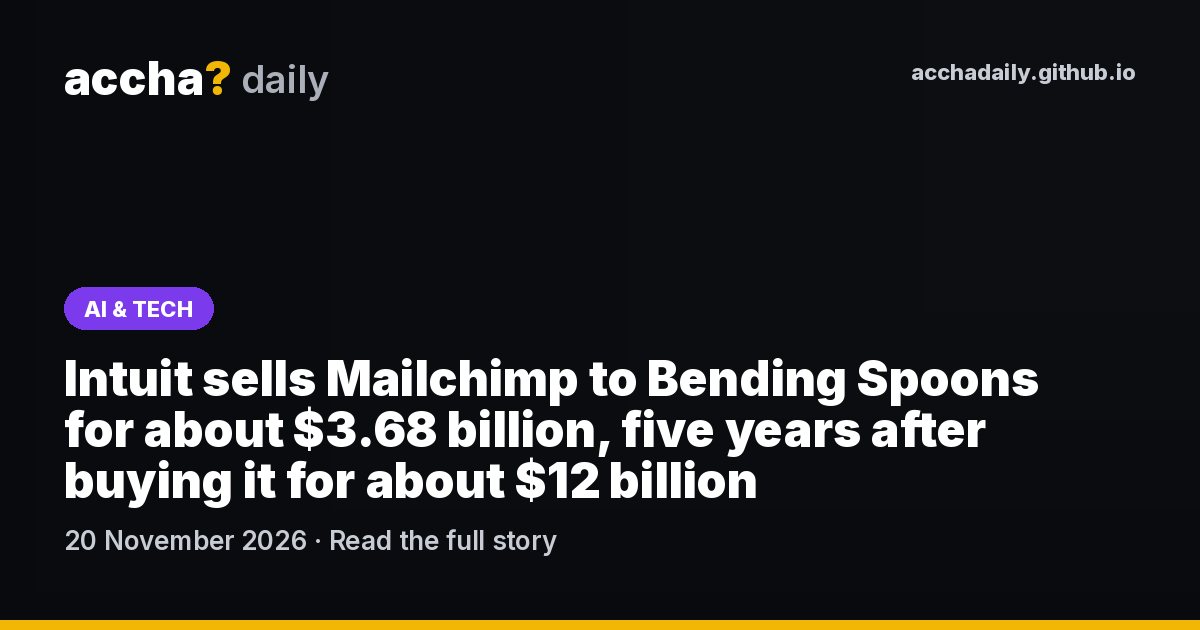 accha? daily
acchadaily.github.io
AI & TECH
Intuit sells Mailchimp to Bending Spoons
for about $3.68 billion, five years after
buying it for about $12 billion
20 November 2026 · Read the full story